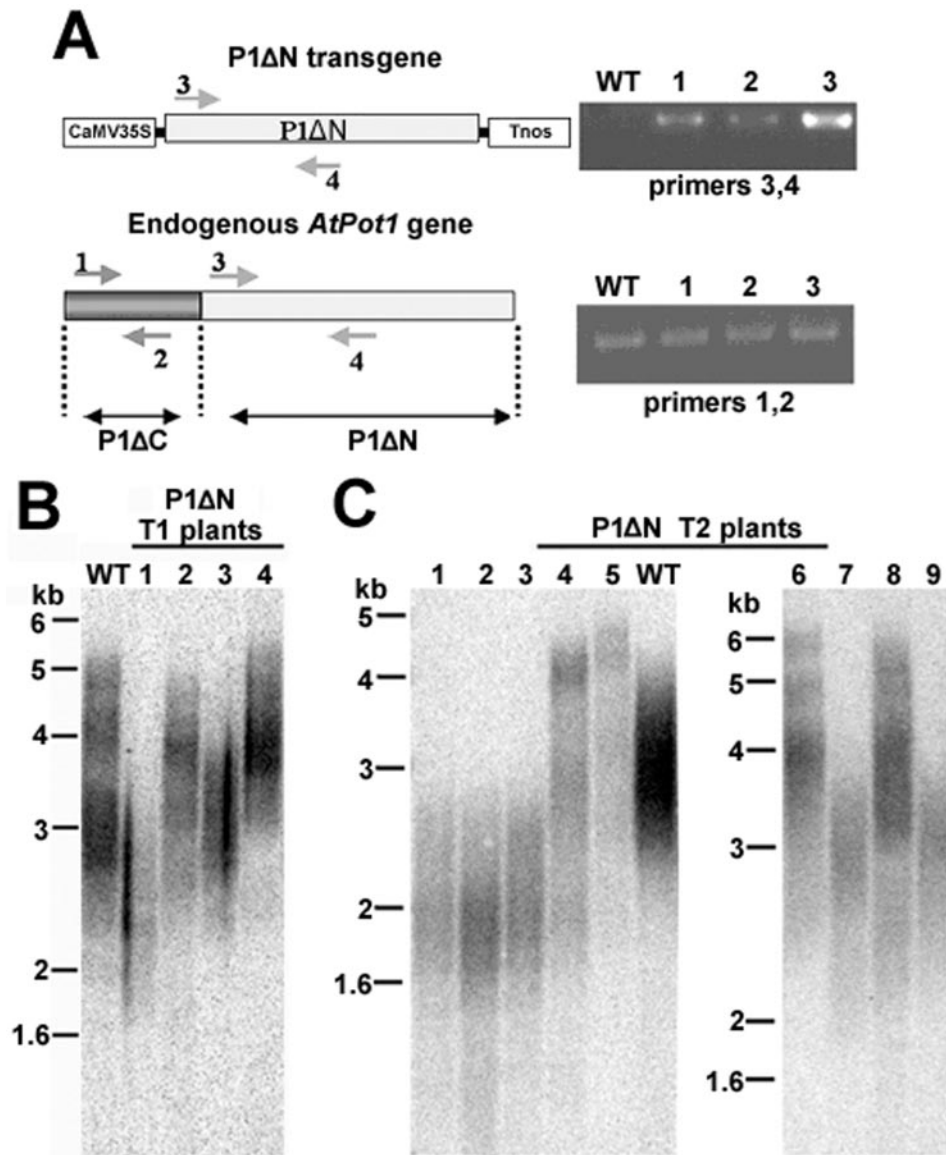 A
P1ΔN transgene
3
CaMV35S
P1ΔN
Tnos
4
WT 1 2 3
primers 3,4
Endogenous AtPot1 gene
1
3
2
4
P1ΔC
P1ΔN
WT 1 2 3
primers 1,2
B
P1ΔN
T1 plants
WT 1 2 3 4
kb
6
5
4
3
2
1.6
C
P1ΔN T2 plants
1 2 3 4 5 WT
kb
5
4
3
2
1.6
6 7 8 9
kb
6
5
4
3
2
1.6